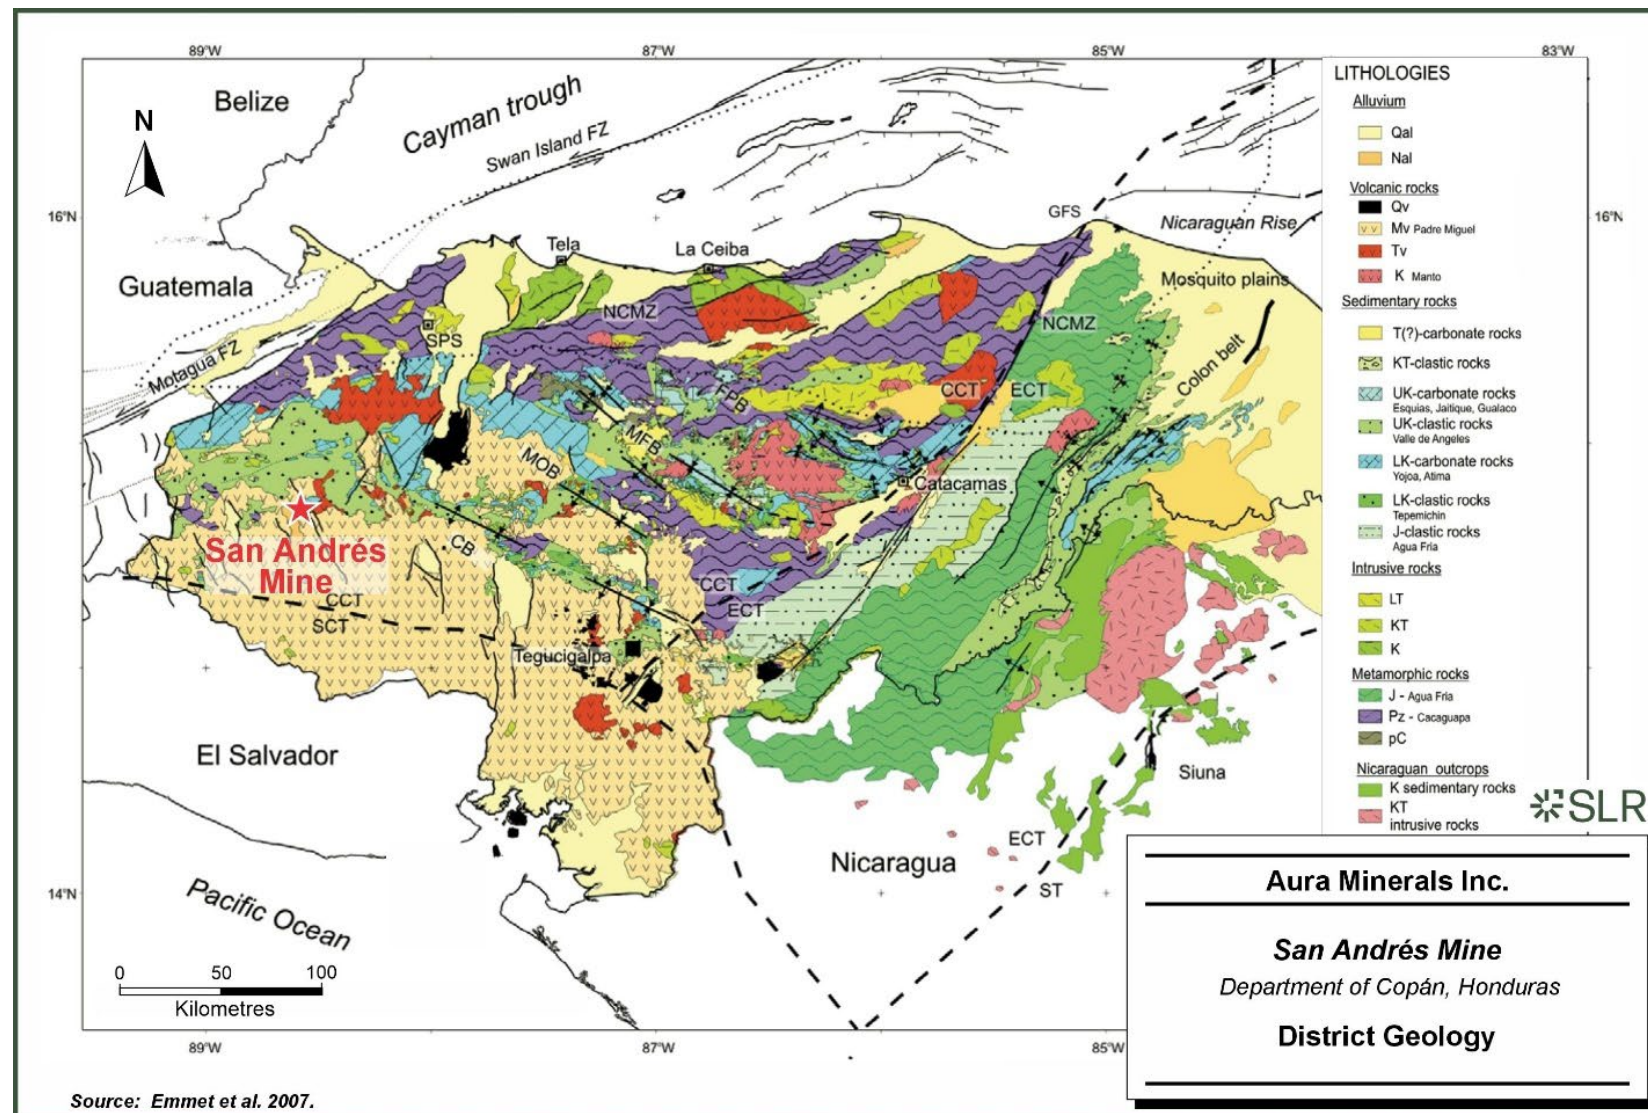 89°W
87°W
85°W
83°W
Belize
N
Cayman trough
Swan Island FZ
16°N
16°N
GFS
Nicaraguan Rise
Tela
La Ceiba
Guatemala
Mosquito plains
NCMZ
NCMZ
SPS
Motagua FZ
Colon belt
CCT
ECT
FPB
MFB
MOB
Catacamas
San Andrés
Mine
CB
CCT
SCT
CCT
ECT
Tegucigalpa
El Salvador
Siuna
ECT
Nicaragua
ST
14°N
Pacific Ocean
0 50 100
Kilometres
89°W
87°W
85°W
LITHOLOGIES
Alluvium
Qal
Nal
Volcanic rocks
Qv
Mv Padre Miguel
Tv
K Manto
Sedimentary rocks
T(?)-carbonate rocks
KT-clastic rocks
UK-carbonate rocks
Esquias, Jaitique, Gualaco
UK-clastic rocks
Valle de Angeles
LK-carbonate rocks
Yojoa, Atima
LK-clastic rocks
Tepemichin
J-clastic rocks
Agua Fria
Intrusive rocks
LT
KT
K
Metamorphic rocks
J - Agua Fria
Pz - Cacaguapa
pC
Nicaraguan outcrops
K sedimentary rocks
KT
intrusive rocks
SLR
Aura Minerals Inc.
San Andrés Mine
Department of Copán, Honduras
District Geology
Source: Emmet et al. 2007.